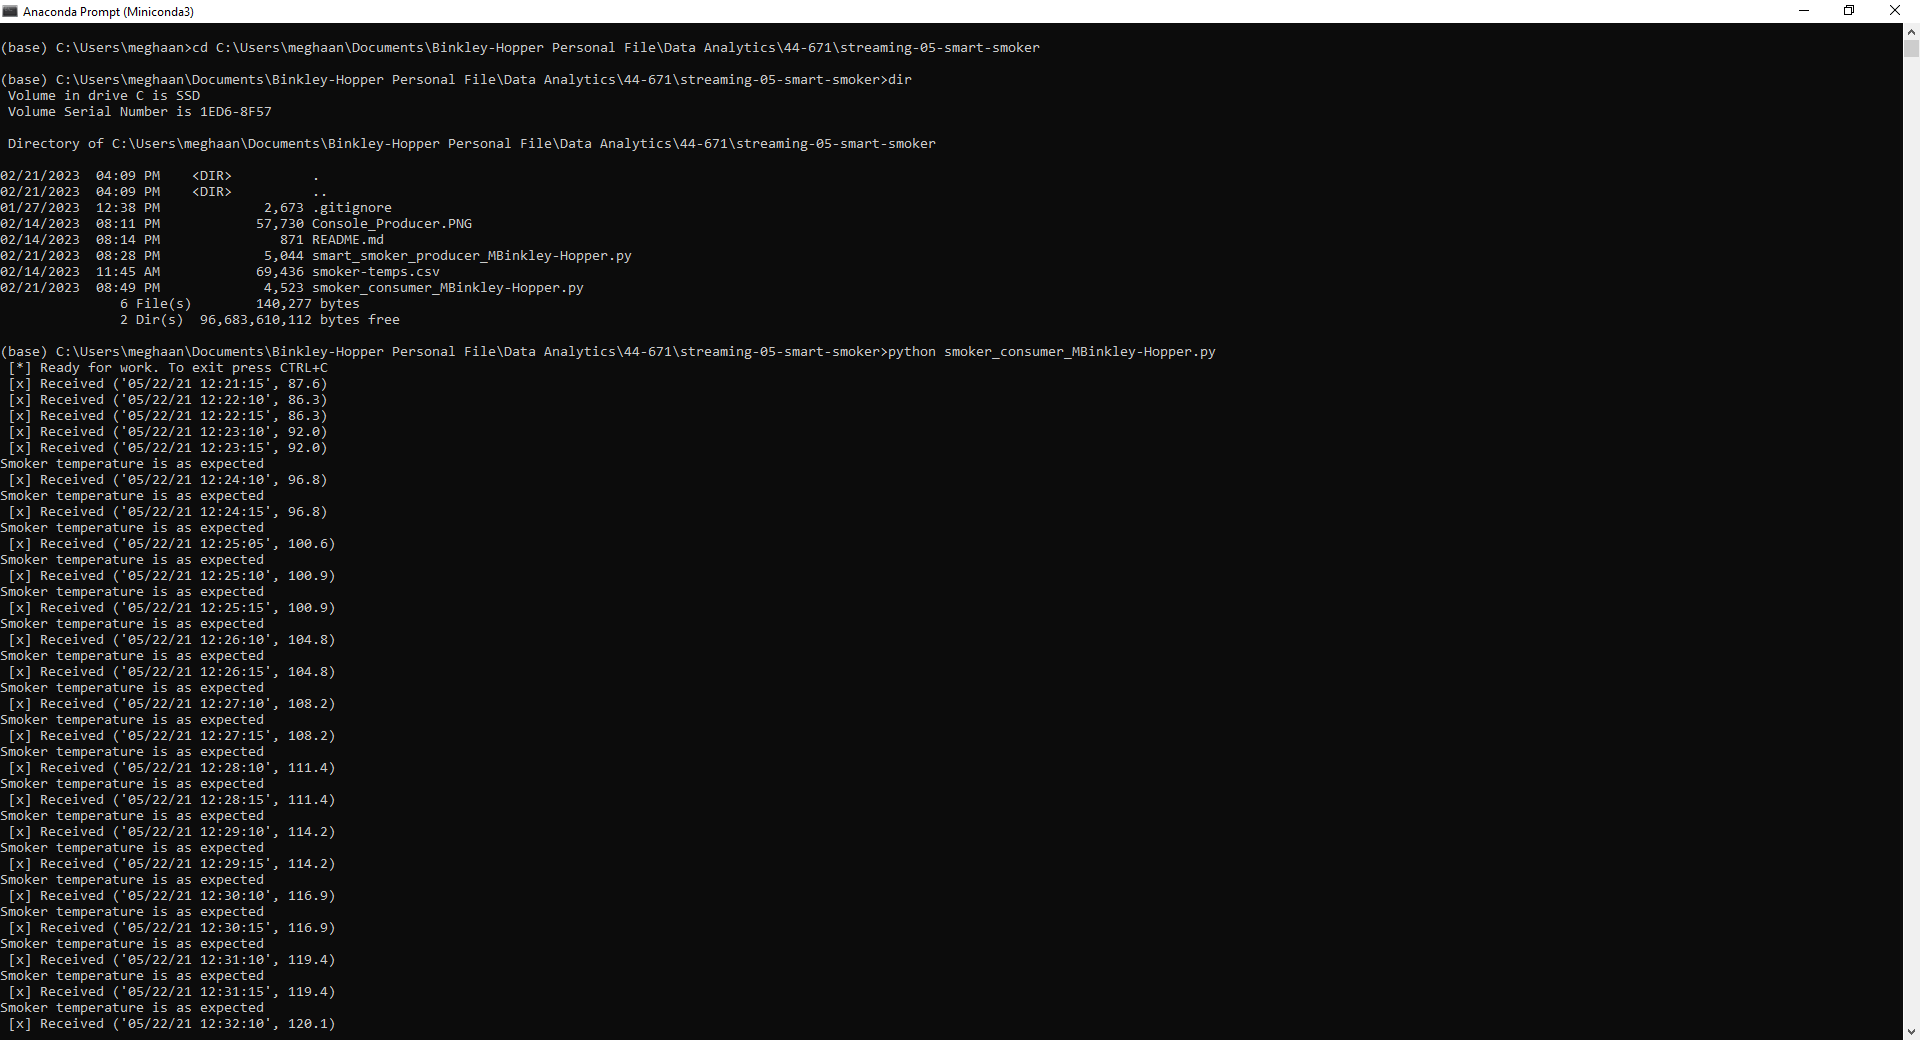 Anaconda Prompt (Miniconda3)
(base) C:\Users\meghaan>cd C:\Users\meghaan\Documents\Binkley-Hopper Personal File\Data Analytics\44-671\streaming-05-smart-smoker
(base) C:\Users\meghaan\Documents\Binkley-Hopper Personal File\Data Analytics\44-671\streaming-05-smart-smoker>dir
 Volume in drive C is SSD
 Volume Serial Number is 1ED6-8F57
 Directory of C:\Users\meghaan\Documents\Binkley-Hopper Personal File\Data Analytics\44-671\streaming-05-smart-smoker
02/21/2023  04:09 PM    <DIR>          .
02/21/2023  04:09 PM    <DIR>          ..
01/27/2023  12:38 PM             2,673 .gitignore
02/14/2023  08:11 PM            57,730 Console_Producer.PNG
02/14/2023  08:14 PM               871 README.md
02/21/2023  08:28 PM             5,044 smart_smoker_producer_MBinkley-Hopper.py
02/14/2023  11:45 AM            69,436 smoker-temps.csv
02/21/2023  08:49 PM             4,523 smoker_consumer_MBinkley-Hopper.py
               6 File(s)        140,277 bytes
               2 Dir(s)  96,683,610,112 bytes free
(base) C:\Users\meghaan\Documents\Binkley-Hopper Personal File\Data Analytics\44-671\streaming-05-smart-smoker>python smoker_consumer_MBinkley-Hopper.py
 [*] Ready for work. To exit press CTRL+C
 [x] Received ('05/22/21 12:21:15', 87.6)
 [x] Received ('05/22/21 12:22:10', 86.3)
 [x] Received ('05/22/21 12:22:15', 86.3)
 [x] Received ('05/22/21 12:23:10', 92.0)
 [x] Received ('05/22/21 12:23:15', 92.0)
Smoker temperature is as expected
 [x] Received ('05/22/21 12:24:10', 96.8)
Smoker temperature is as expected
 [x] Received ('05/22/21 12:24:15', 96.8)
Smoker temperature is as expected
 [x] Received ('05/22/21 12:25:05', 100.6)
Smoker temperature is as expected
 [x] Received ('05/22/21 12:25:10', 100.9)
Smoker temperature is as expected
 [x] Received ('05/22/21 12:25:15', 100.9)
Smoker temperature is as expected
 [x] Received ('05/22/21 12:26:10', 104.8)
Smoker temperature is as expected
 [x] Received ('05/22/21 12:26:15', 104.8)
Smoker temperature is as expected
 [x] Received ('05/22/21 12:27:10', 108.2)
Smoker temperature is as expected
 [x] Received ('05/22/21 12:27:15', 108.2)
Smoker temperature is as expected
 [x] Received ('05/22/21 12:28:10', 111.4)
Smoker temperature is as expected
 [x] Received ('05/22/21 12:28:15', 111.4)
Smoker temperature is as expected
 [x] Received ('05/22/21 12:29:10', 114.2)
Smoker temperature is as expected
 [x] Received ('05/22/21 12:29:15', 114.2)
Smoker temperature is as expected
 [x] Received ('05/22/21 12:30:10', 116.9)
Smoker temperature is as expected
 [x] Received ('05/22/21 12:30:15', 116.9)
Smoker temperature is as expected
 [x] Received ('05/22/21 12:31:10', 119.4)
Smoker temperature is as expected
 [x] Received ('05/22/21 12:31:15', 119.4)
Smoker temperature is as expected
 [x] Received ('05/22/21 12:32:10', 120.1)